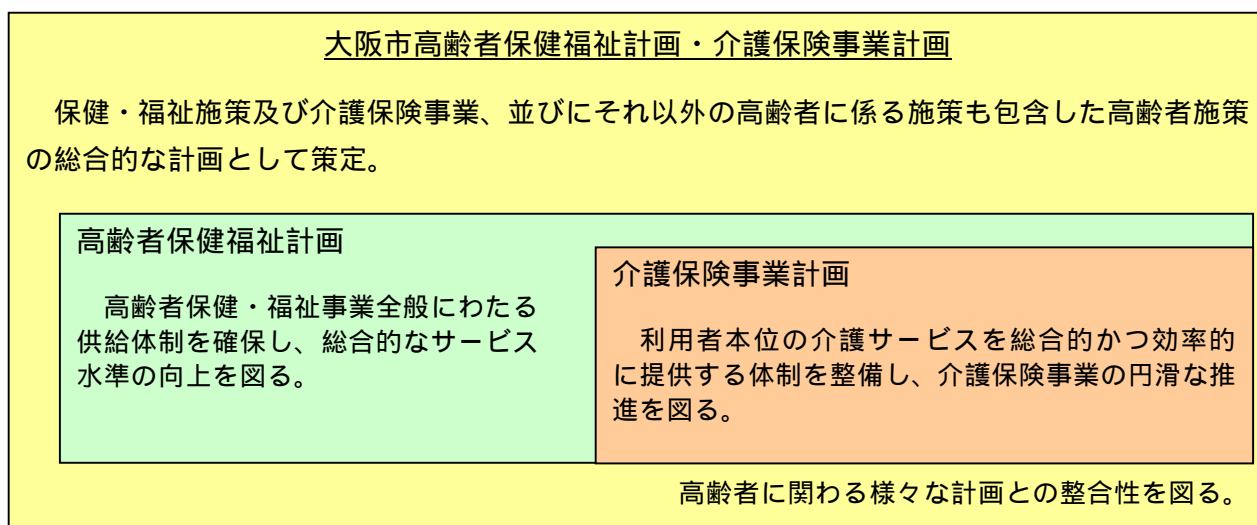 大阪市高齢者保健福祉計画・介護保険事業計画
保健・福祉施策及び介護保険事業、並びにそれ以外の高齢者に係る施策も包含した高齢者施策
の総合的な計画として策定。
高齢者保健福祉計画
高齢者保健・福祉事業全般にわたる
供給体制を確保し、総合的なサービス
水準の向上を図る。
介護保険事業計画
利用者本位の介護サービスを総合的かつ効率的
に提供する体制を整備し、介護保険事業の円滑な推
進を図る。
高齢者に関わる様々な計画との整合性を図る。